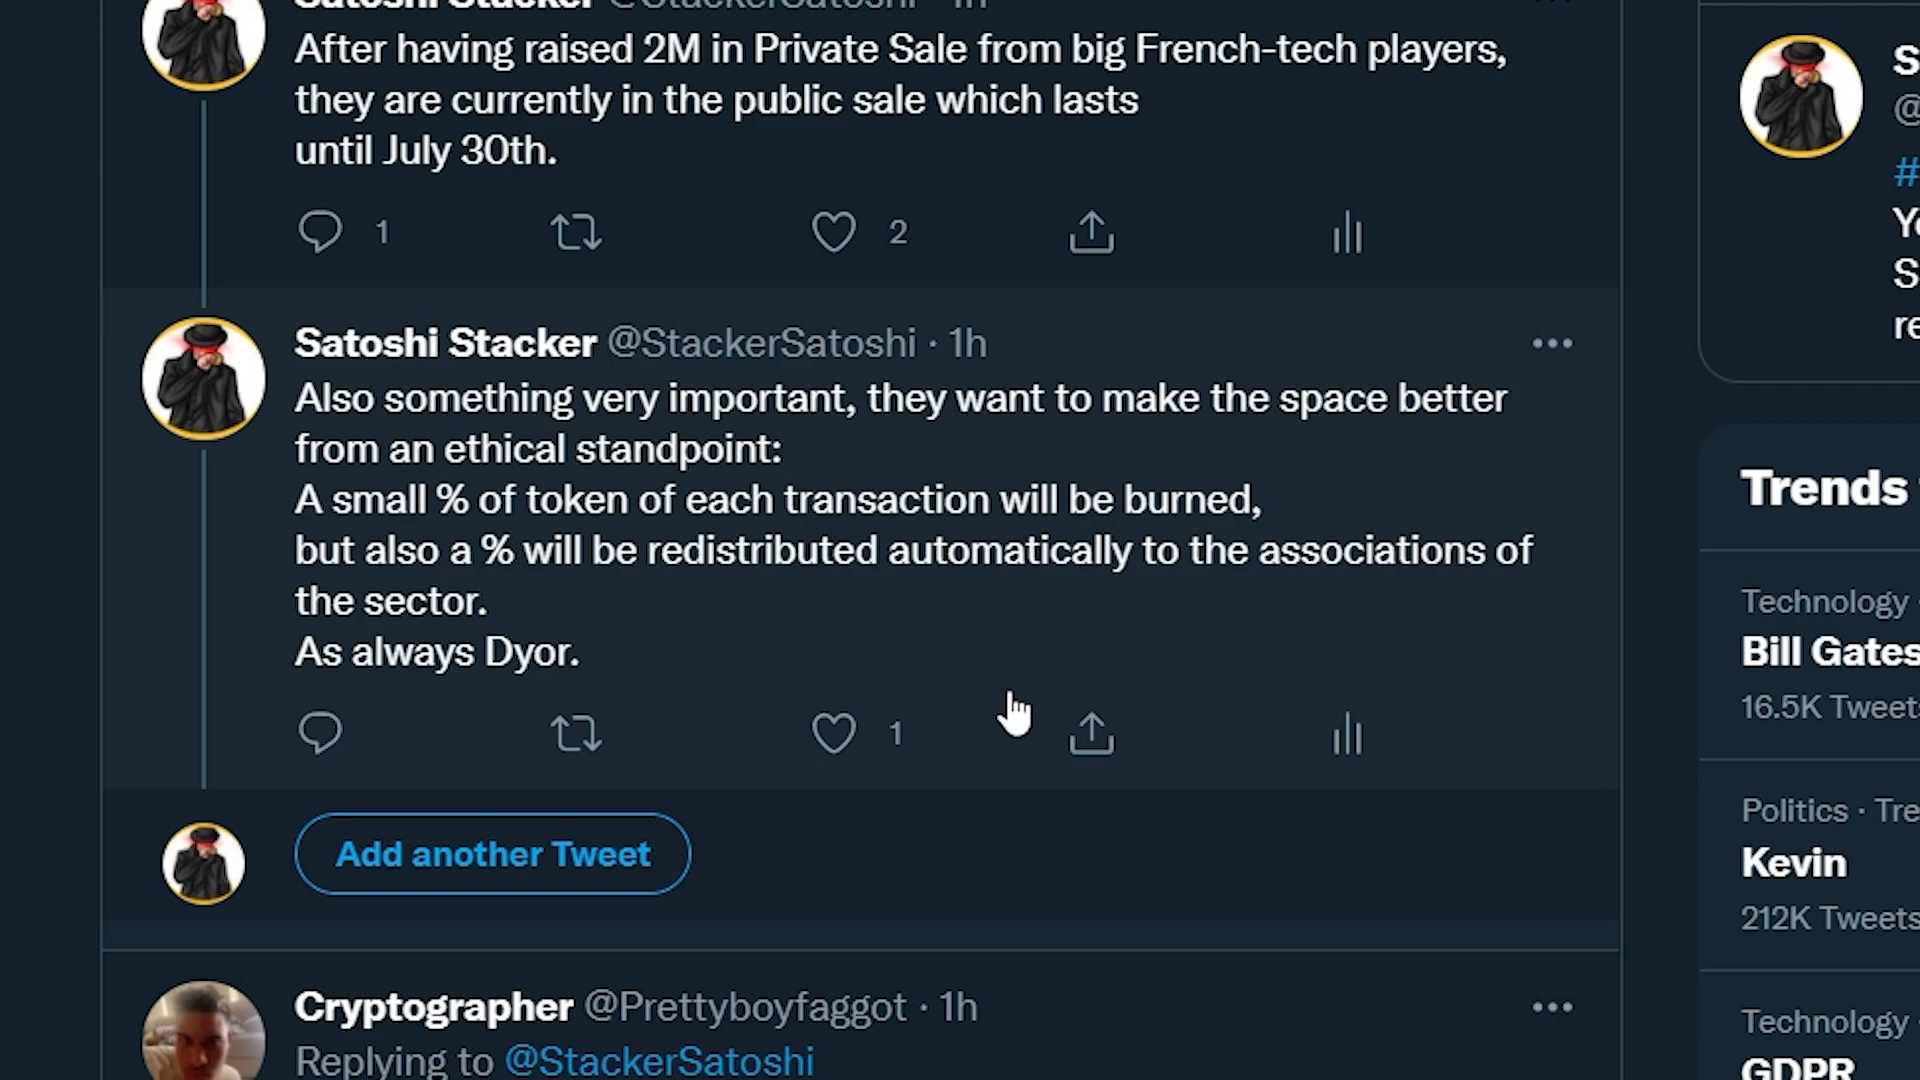 Satoshi Stacker @StackerSatoshi · 1h
After having raised 2M in Private Sale from big French-tech players,
they are currently in the public sale which lasts
until July 30th.
1
2
Satoshi Stacker @StackerSatoshi · 1h
Also something very important, they want to make the space better
from an ethical standpoint:
A small % of token of each transaction will be burned,
but also a % will be redistributed automatically to the associations of
the sector.
As always Dyor.
1
Add another Tweet
Cryptographer @Prettyboyfaggot · 1h
Replying to @StackerSatoshi
S
@
#
Yo
S
re
Trends
Technology ·
Bill Gates
16.5K Tweets
Politics · Tre
Kevin
212K Tweets
Technology ·
GDPR